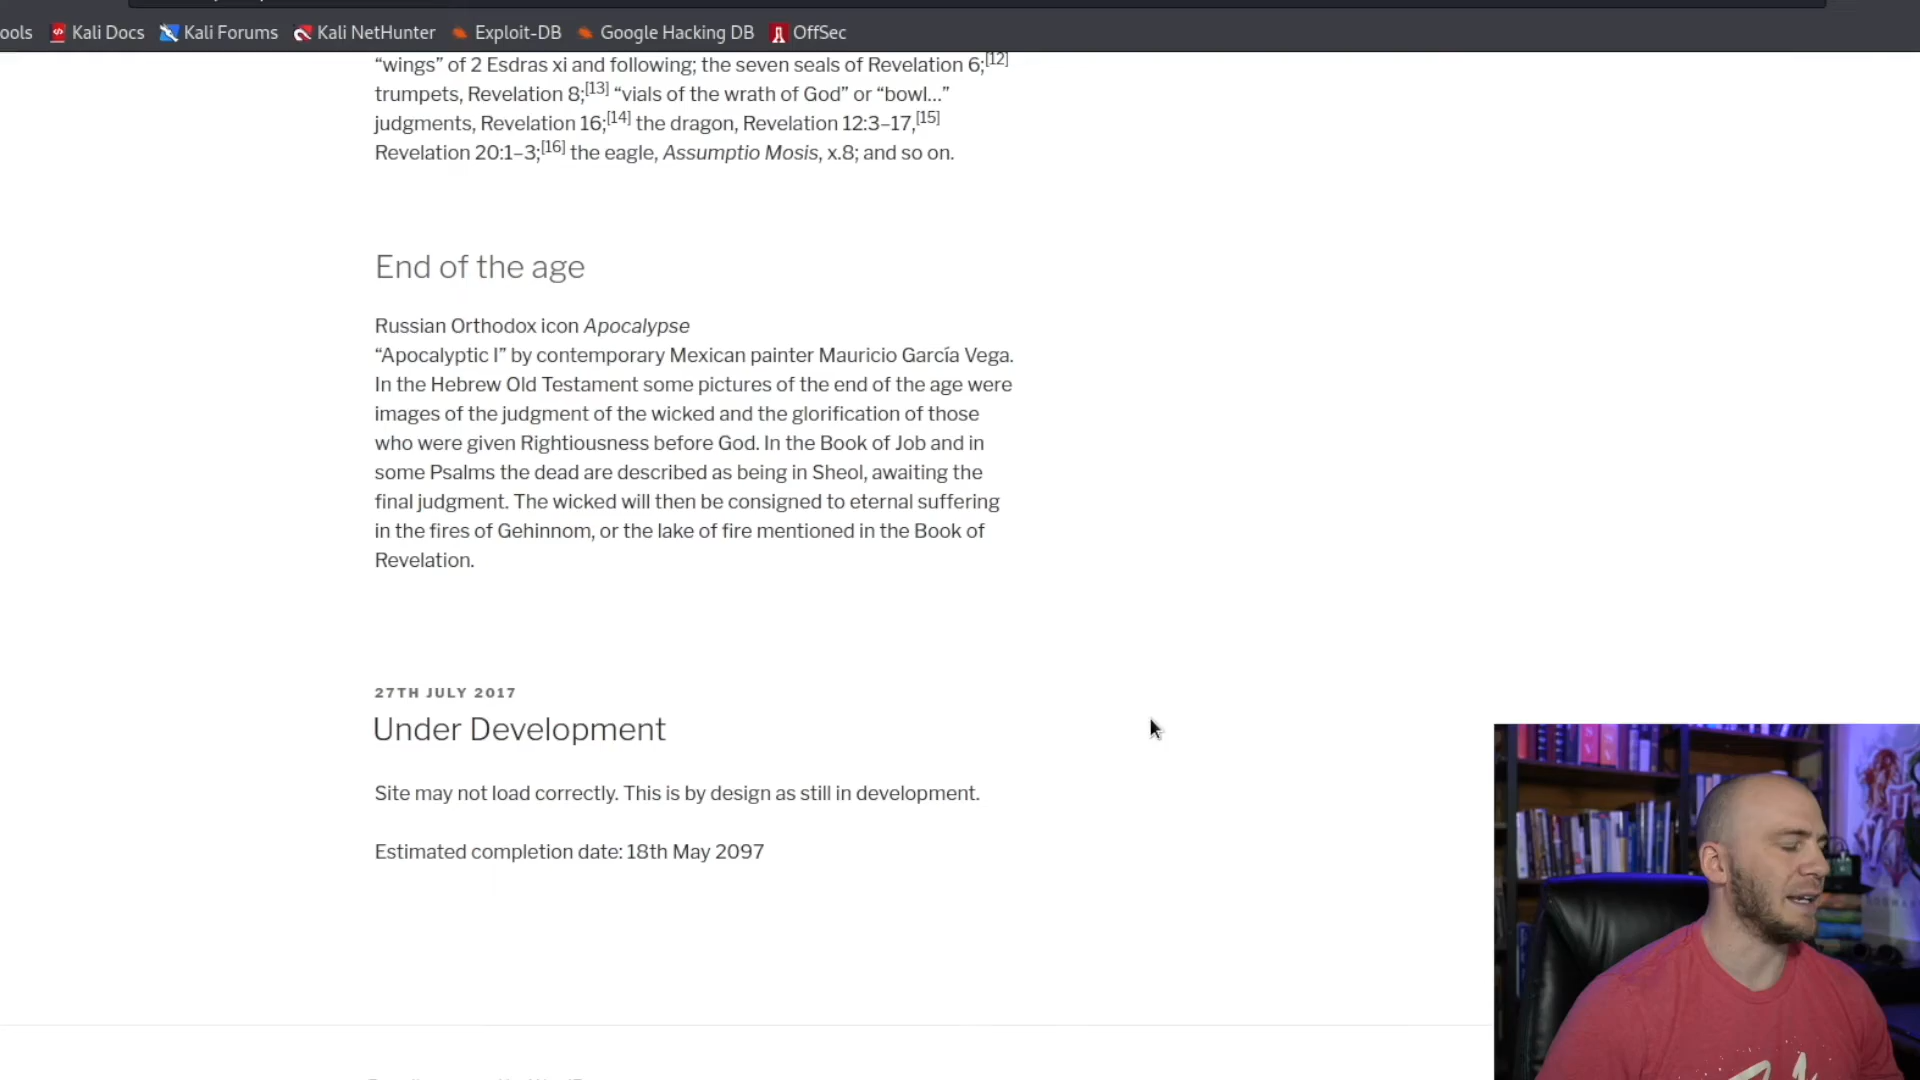 ools Kali Docs Kali Forums Kali NetHunter Exploit-DB Google Hacking DB OffSec
“wings” of 2 Esdras xi and following; the seven seals of Revelation 6;[12]
trumpets, Revelation 8;[13] “vials of the wrath of God” or “bowl…”
judgments, Revelation 16;[14] the dragon, Revelation 12:3–17,[15]
Revelation 20:1–3;[16] the eagle, Assumptio Mosis, x.8; and so on.
End of the age
Russian Orthodox icon Apocalypse
“Apocalyptic I” by contemporary Mexican painter Mauricio García Vega.
In the Hebrew Old Testament some pictures of the end of the age were
images of the judgment of the wicked and the glorification of those
who were given Rightiousness before God. In the Book of Job and in
some Psalms the dead are described as being in Sheol, awaiting the
final judgment. The wicked will then be consigned to eternal suffering
in the fires of Gehinnom, or the lake of fire mentioned in the Book of
Revelation.
27TH JULY 2017
Under Development
Site may not load correctly. This is by design as still in development.
Estimated completion date: 18th May 2097